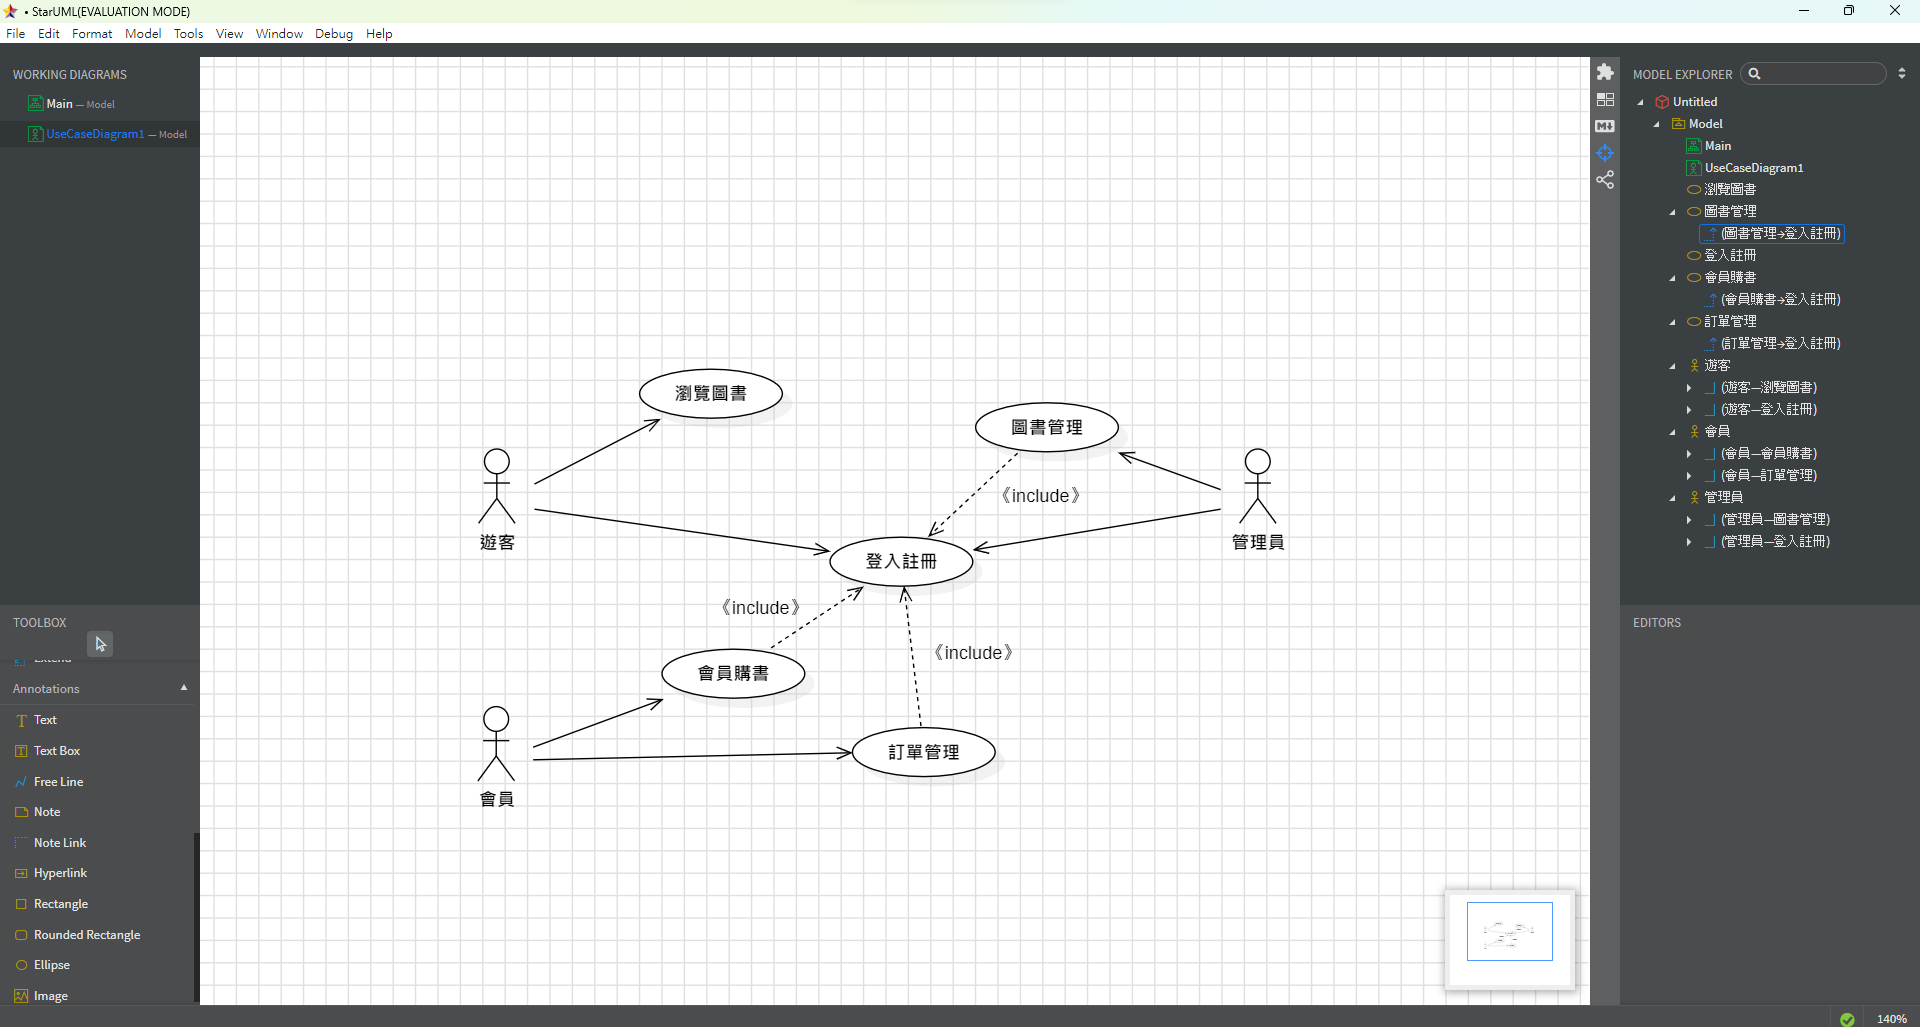 • StarUML(EVALUATION MODE)
File Edit Format Model Tools View Window Debug Help
WORKING DIAGRAMS
Main — Model
UseCaseDiagram1 — Model
TOOLBOX
Extend
Annotations
Text
Text Box
Free Line
Note
Note Link
Hyperlink
Rectangle
Rounded Rectangle
Ellipse
Image
瀏覽圖書
圖書管理
《include》
遊客
管理員
登入註冊
《include》
《include》
會員購書
訂單管理
會員
MODEL EXPLORER
Untitled
Model
Main
UseCaseDiagram1
瀏覽圖書
圖書管理
(圖書管理→登入註冊)
登入註冊
會員購書
(會員購書→登入註冊)
訂單管理
(訂單管理→登入註冊)
遊客
(遊客—瀏覽圖書)
(遊客—登入註冊)
會員
(會員—會員購書)
(會員—訂單管理)
管理員
(管理員—圖書管理)
(管理員—登入註冊)
EDITORS
140%